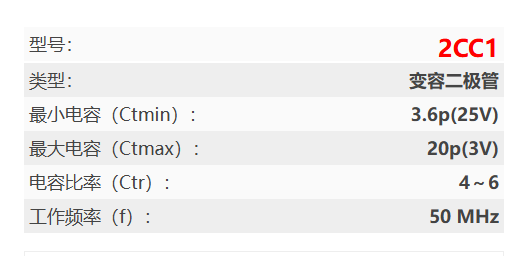 型号： 2CC1
类型： 变容二极管
最小电容（Ctmin）： 3.6p(25V)
最大电容（Ctmax）： 20p(3V)
电容比率（Ctr）： 4～6
工作频率（f）： 50 MHz